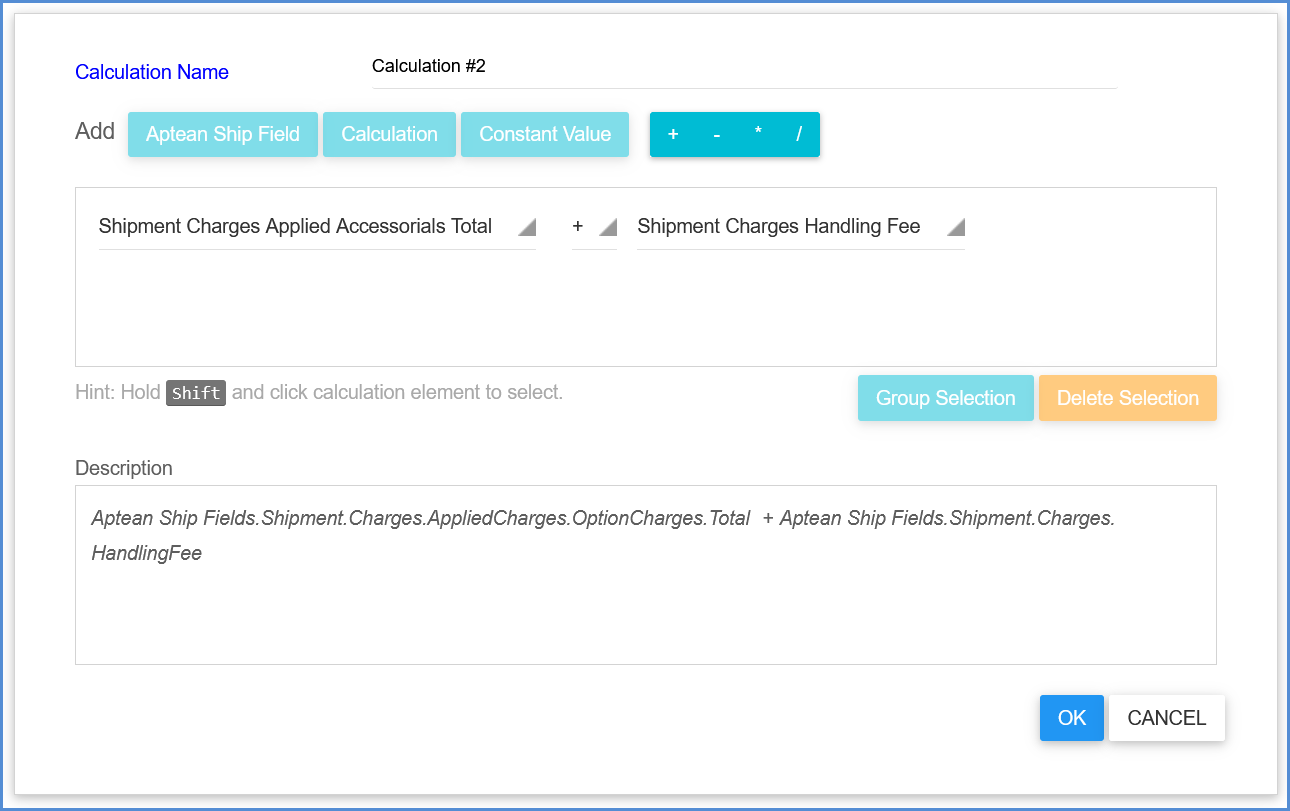 Calculation Name Calculation #2
Add Aptean Ship Field Calculation Constant Value + - * /
Shipment Charges Applied Accessorials Total + Shipment Charges Handling Fee
Hint: Hold Shift and click calculation element to select. Group Selection Delete Selection
Description
Aptean Ship Fields.Shipment.Charges.AppliedCharges.OptionCharges.Total + Aptean Ship Fields.Shipment.Charges.
HandlingFee
OK CANCEL